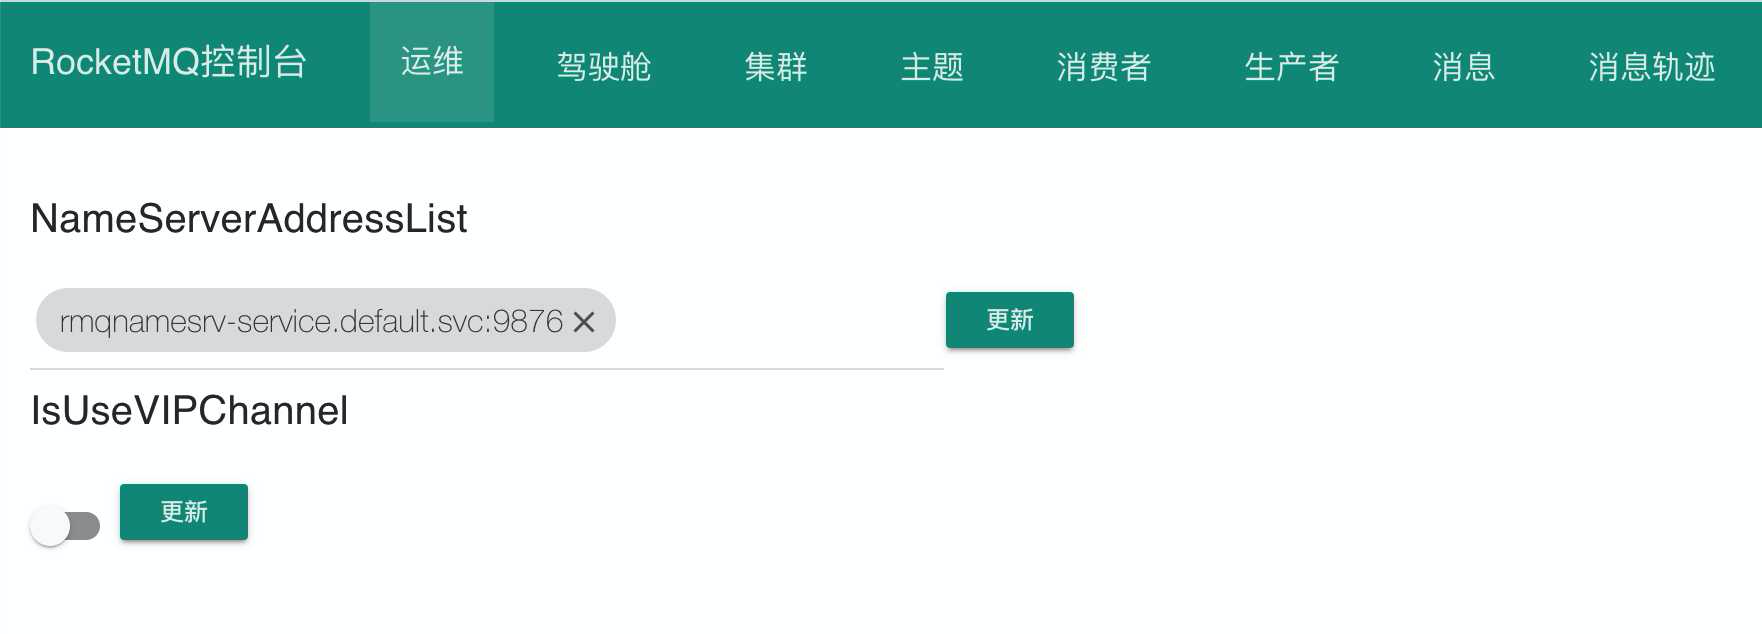 RocketMQ控制台 运维 驾驶舱 集群 主题 消费者 生产者 消息 消息轨迹
NameServerAddressList
rmqnamesrv-service.default.svc:9876 × 更新
IsUseVIPChannel
更新